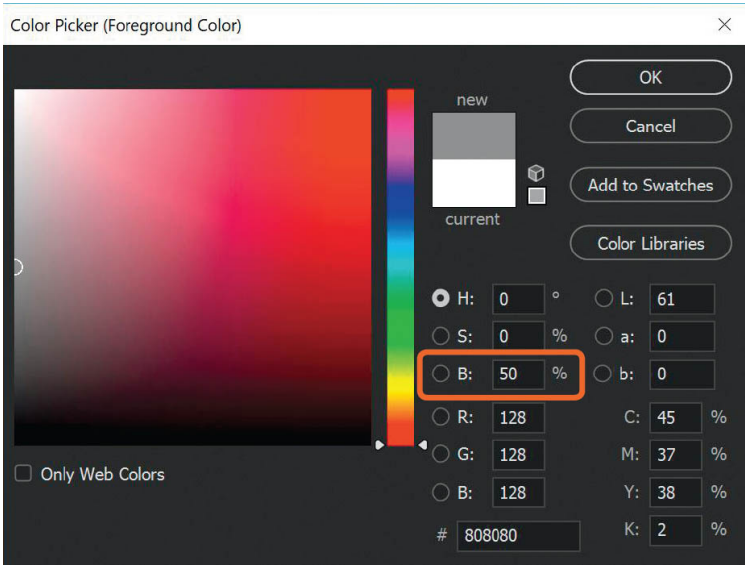 Color Picker (Foreground Color)
new
current
OK
Cancel
Add to Swatches
Color Libraries
H: 0 °
S: 0 %
B: 50 %
R: 128
G: 128
B: 128
# 808080
L: 61
a: 0
b: 0
C: 45 %
M: 37 %
Y: 38 %
K: 2 %
Only Web Colors